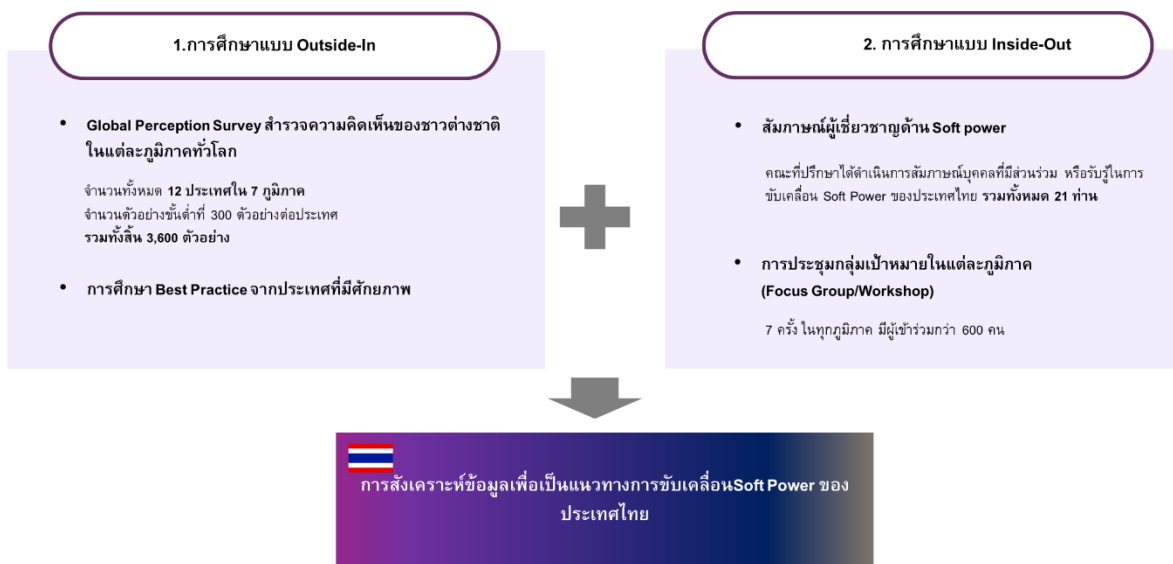 1.การศึกษาแบบ Outside-In
• Global Perception Survey สำรวจความคิดเห็นของชาวต่างชาติ
ในแต่ละภูมิภาคทั่วโลก
จำนวนทั้งหมด 12 ประเทศใน 7 ภูมิภาค
จำนวนตัวอย่างขั้นต่ำที่ 300 ตัวอย่างต่อประเทศ
รวมทั้งสิ้น 3,600 ตัวอย่าง
• การศึกษา Best Practice จากประเทศที่มีศักยภาพ
2. การศึกษาแบบ Inside-Out
• สัมภาษณ์ผู้เชี่ยวชาญด้าน Soft power
คณะที่ปรึกษาได้ดำเนินการสัมภาษณ์บุคคลที่มีส่วนร่วม หรือรับรู้ในการ
ขับเคลื่อน Soft Power ของประเทศไทย รวมทั้งหมด 21 ท่าน
• การประชุมกลุ่มเป้าหมายในแต่ละภูมิภาค
(Focus Group/Workshop)
7 ครั้ง ในทุกภูมิภาค มีผู้เข้าร่วมกว่า 600 คน
การสังเคราะห์ข้อมูลเพื่อเป็นแนวทางการขับเคลื่อนSoft Power ของ
ประเทศไทย